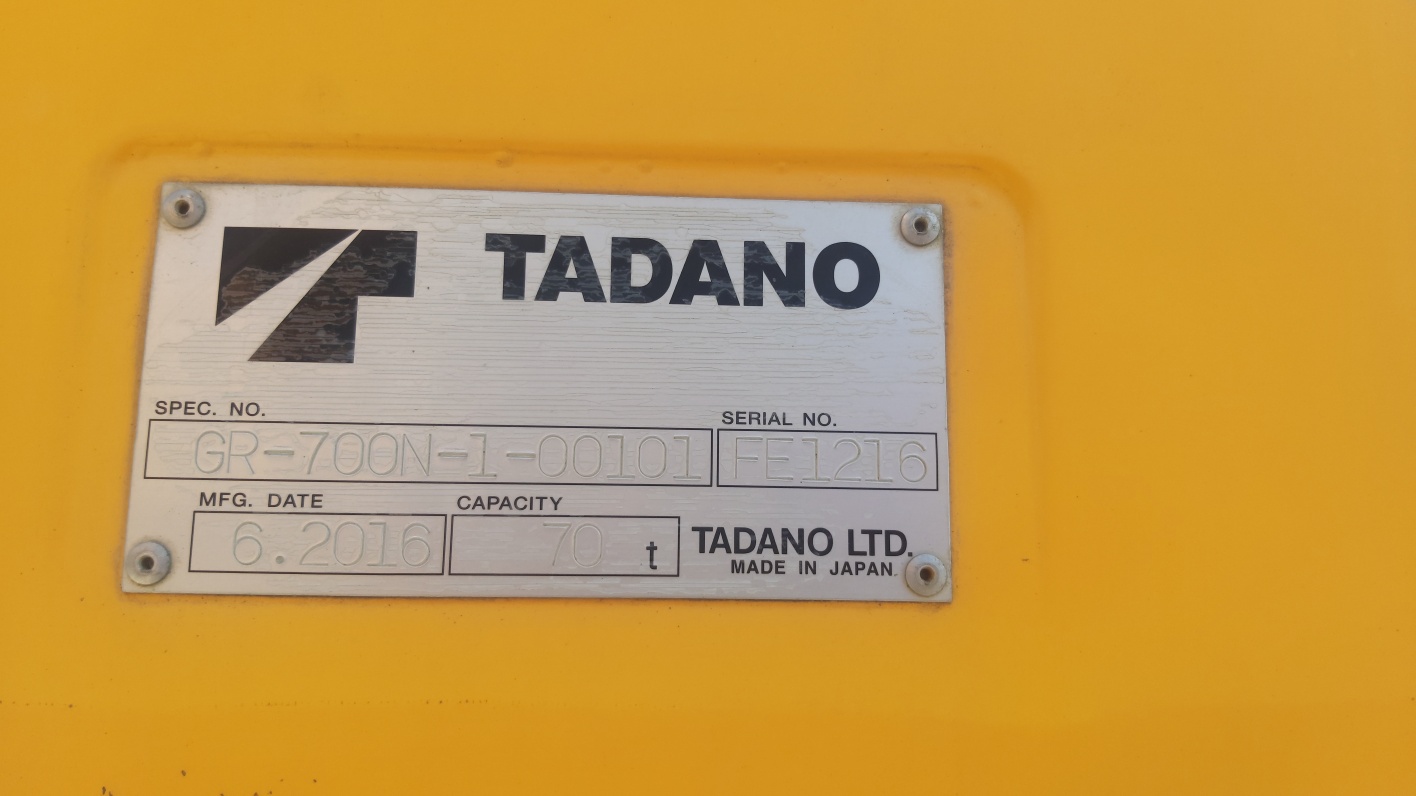 TADANO
SPEC. NO. SERIAL NO.
GR-700N-1-00101 FE1216
MFG. DATE CAPACITY
6.2016 70 t TADANO LTD.
MADE IN JAPAN